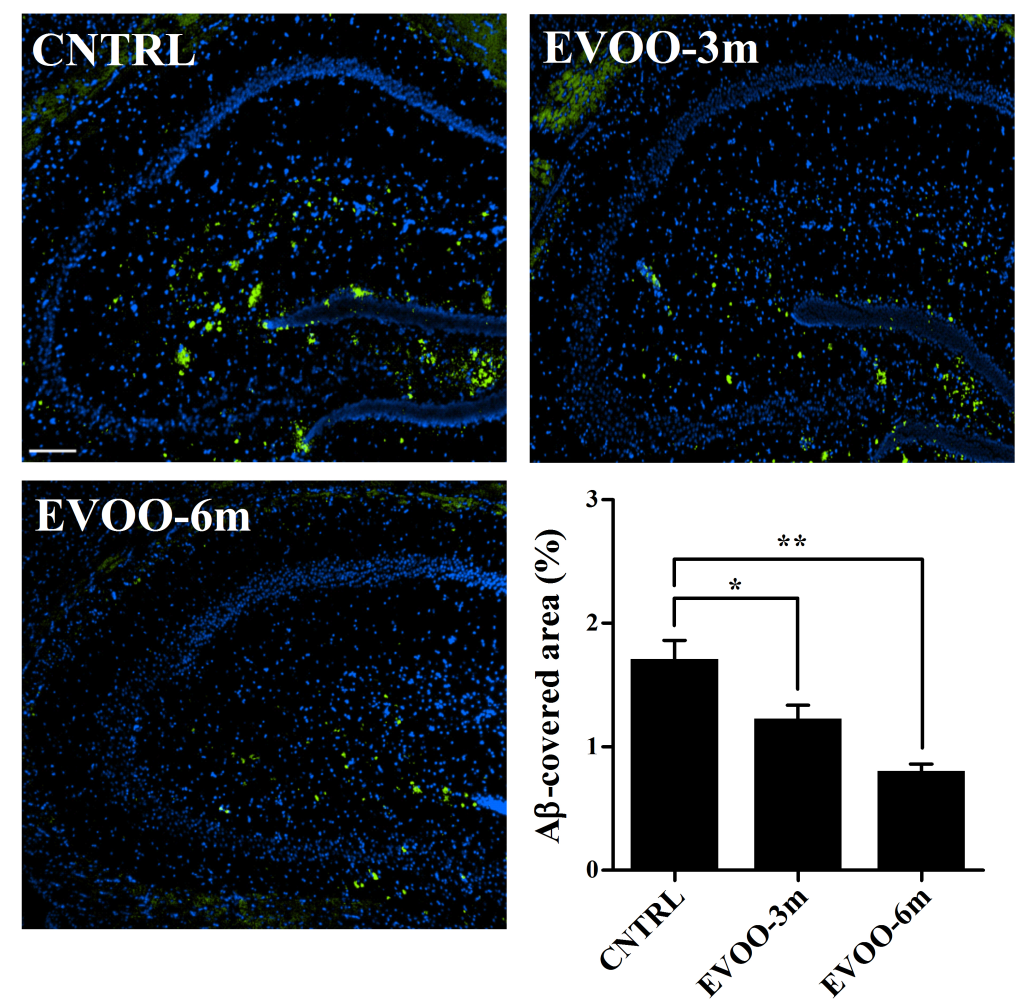 CNTRL
EVOO-3m
EVOO-6m
Aβ-covered area (%)
3
2
1
0
**
*
CNTRL
EVOO-3m
EVOO-6m